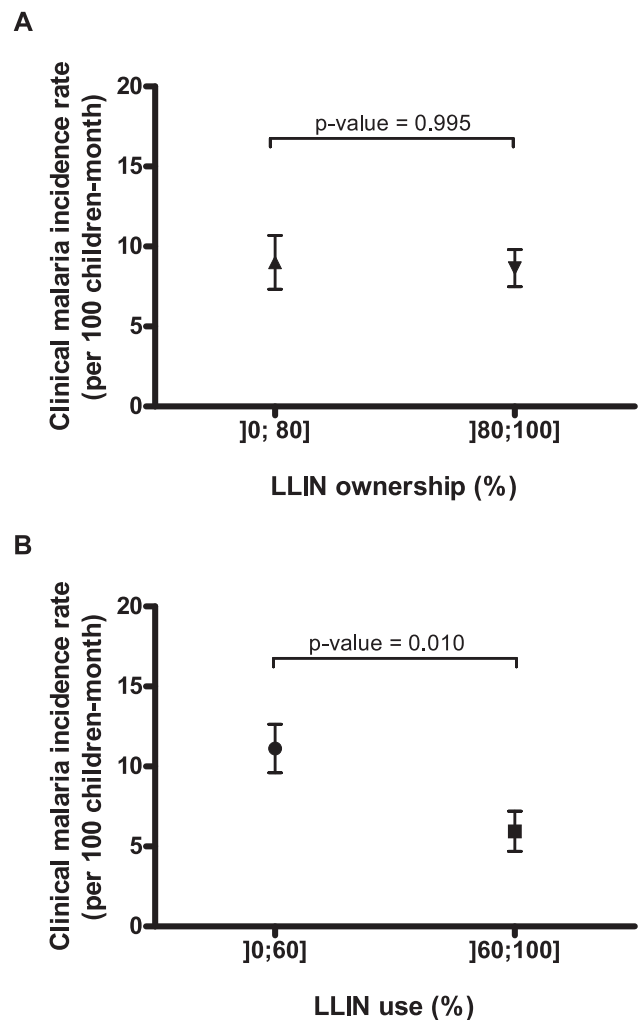 A
Clinical malaria incidence rate
(per 100 children-month)
20
15
10
5
0
p-value = 0.995
]0; 80]
]80;100]
LLIN ownership (%)
B
Clinical malaria incidence rate
(per 100 children-month)
20
15
10
5
0
p-value = 0.010
]0;60]
]60;100]
LLIN use (%)